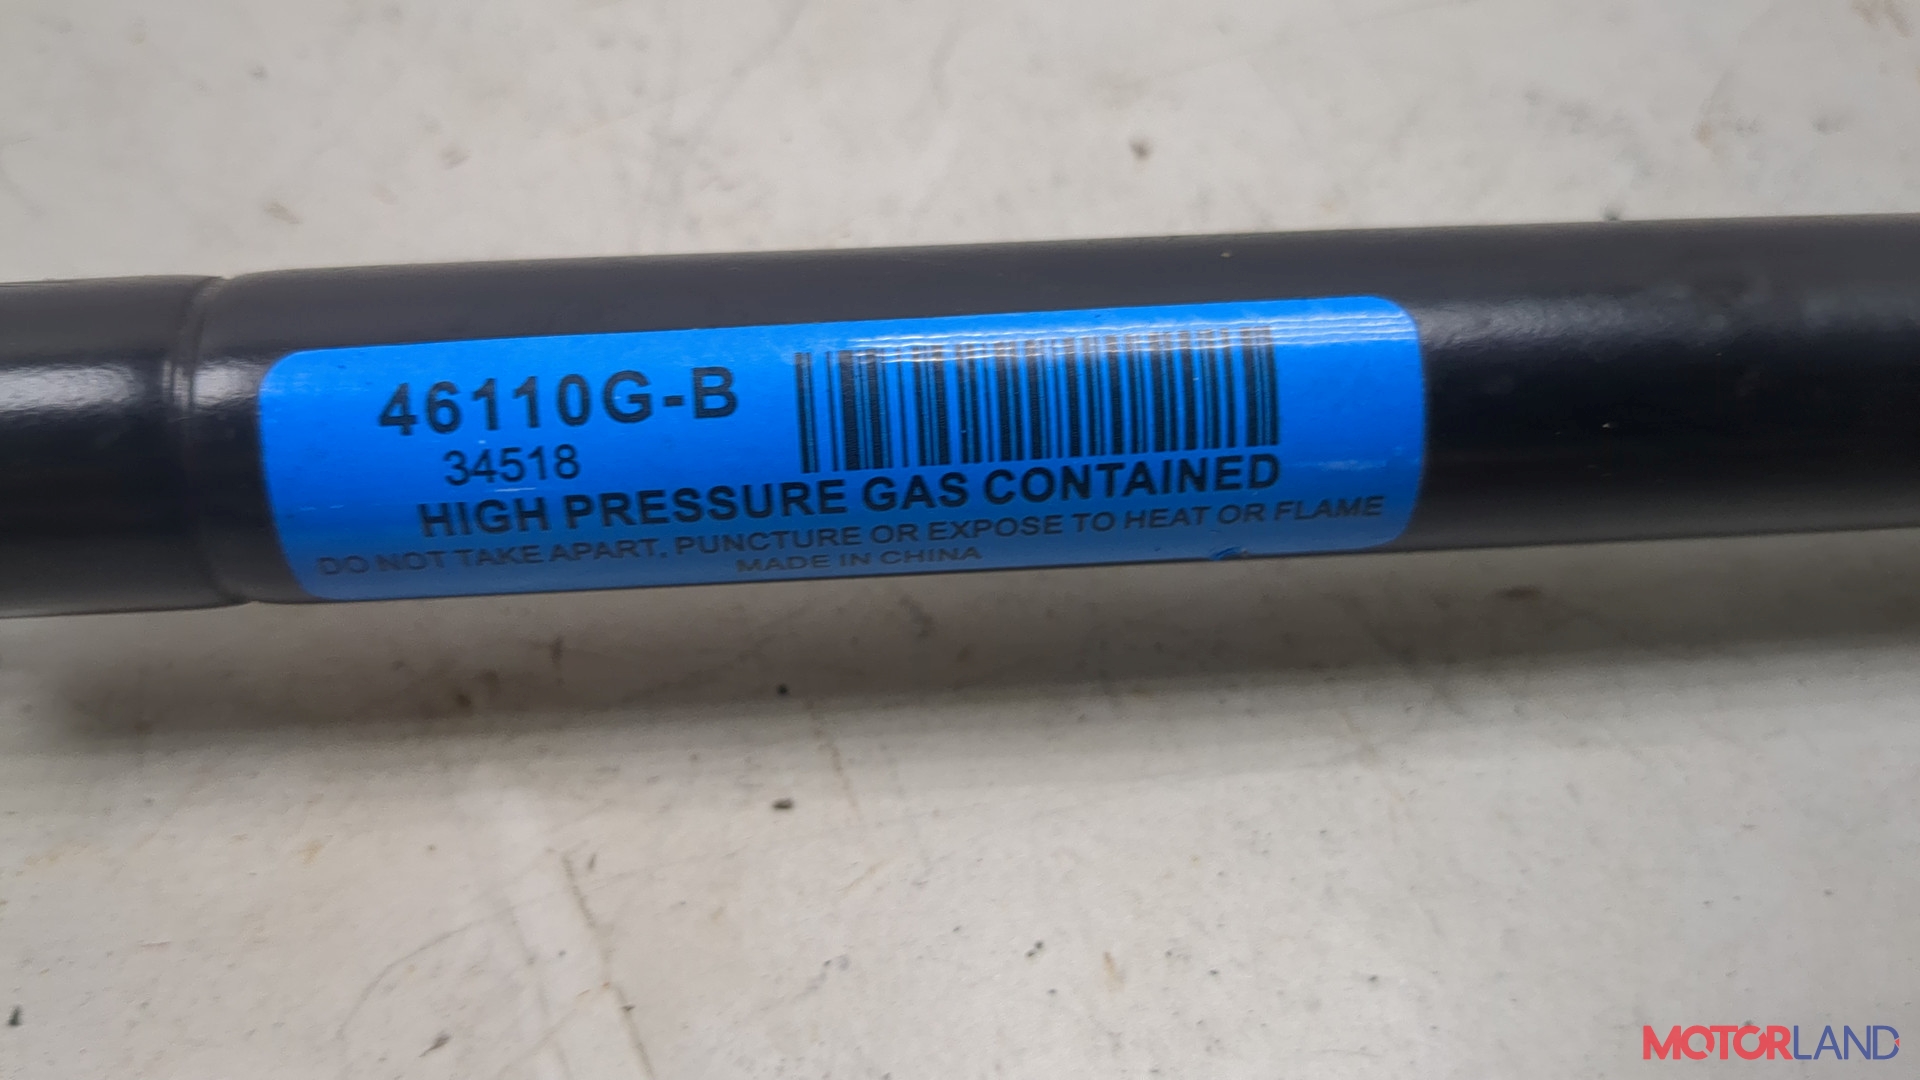 46110G-B
34518
HIGH PRESSURE GAS CONTAINED
DO NOT TAKE APART, PUNCTURE OR EXPOSE TO HEAT OR FLAME
MADE IN CHINA
MOTORLAND